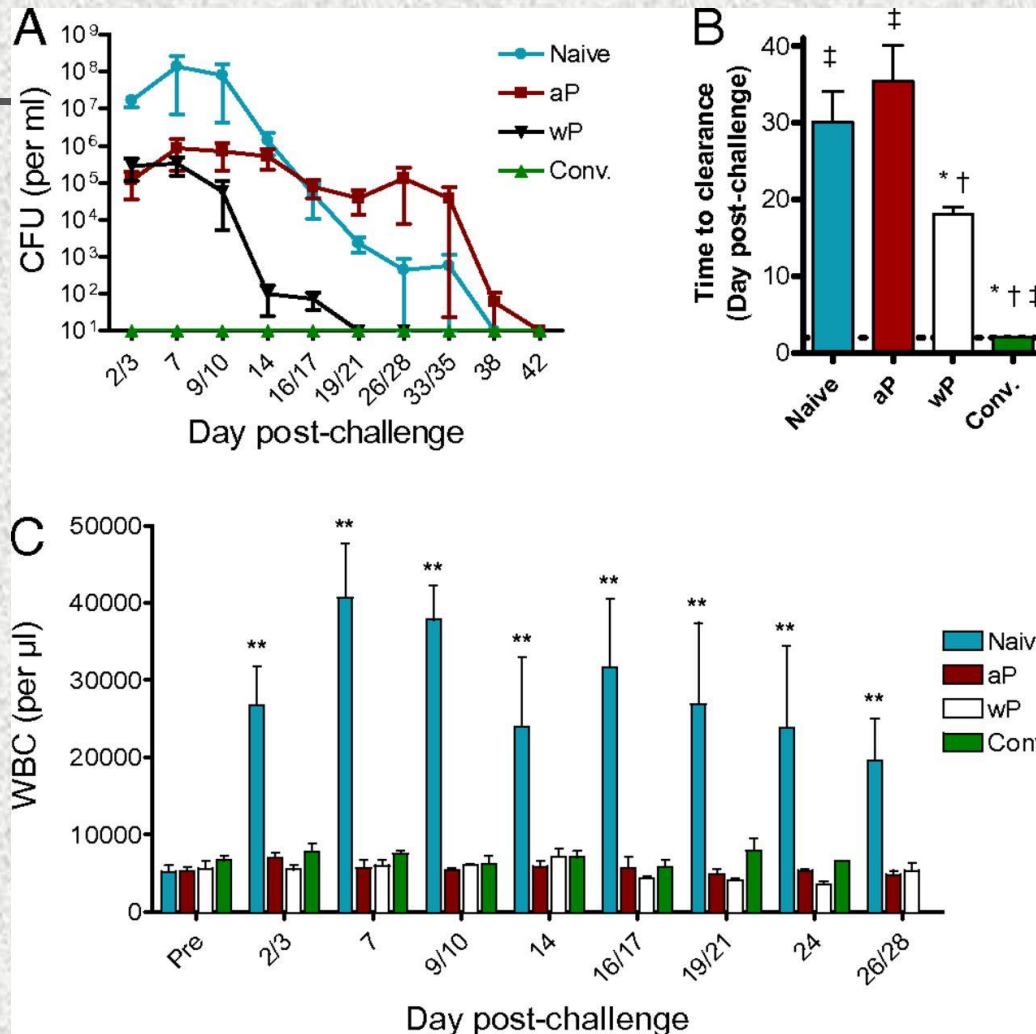 A
10⁹
10⁸
10⁷
10⁶
10⁵
10⁴
10³
10²
10¹
CFU (per ml)
2/3
7
9/10
14
16/17
19/21
26/28
33/35
38
42
Day post-challenge
Naive
aP
wP
Conv.
B
Time to clearance
(Day post-challenge)
40
30
20
10
0
‡
‡
* †
* † ‡
Naive
aP
wP
Conv.
C
WBC (per µl)
50000
40000
30000
20000
10000
0
**
**
**
**
**
**
**
**
Pre
2/3
7
9/10
14
16/17
19/21
24
26/28
Day post-challenge
Naiv
aP
wP
Con